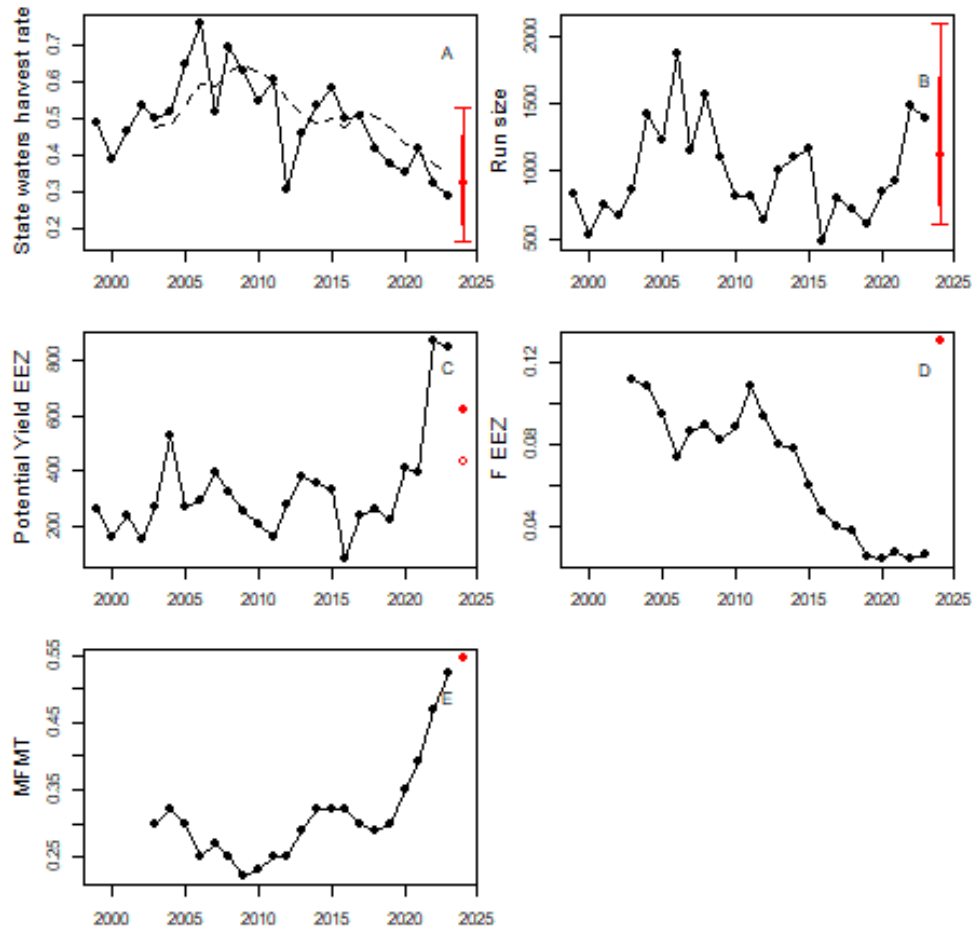 State waters harvest rate
0.7
0.6
0.5
0.4
0.3
0.2
A
2000 2005 2010 2015 2020 2025
Run size
2000
1500
1000
500
B
2000 2005 2010 2015 2020 2025
Potential Yield EEZ
800
600
400
200
C
2000 2005 2010 2015 2020 2025
F EEZ
0.12
0.08
0.04
D
2000 2005 2010 2015 2020 2025
MFMT
0.55
0.45
0.35
0.25
E
2000 2005 2010 2015 2020 2025